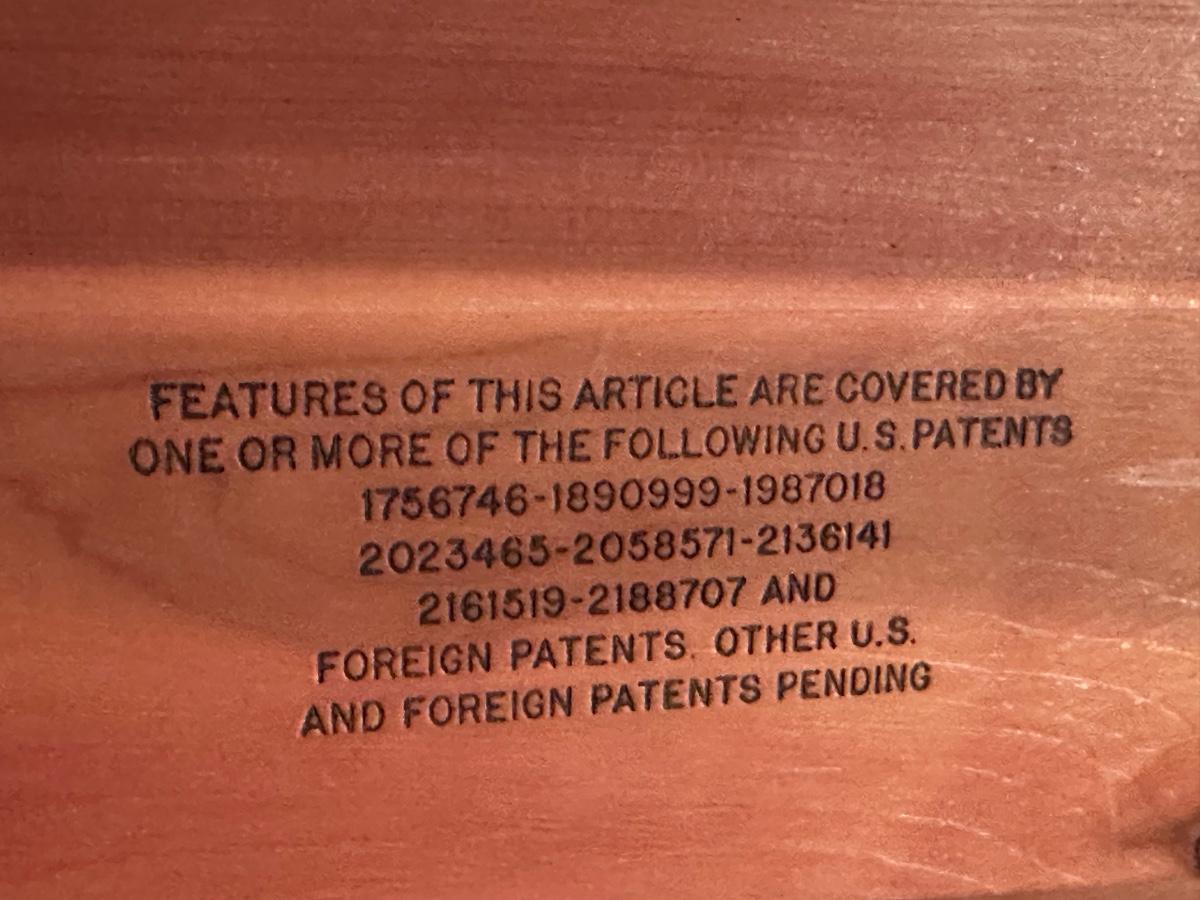 FEATURES OF THIS ARTICLE ARE COVERED BY
ONE OR MORE OF THE FOLLOWING U.S. PATENTS
1756746-1890999-1987018
2023465-2058571-2136141
2161519-2188707 AND
FOREIGN PATENTS. OTHER U.S.
AND FOREIGN PATENTS PENDING